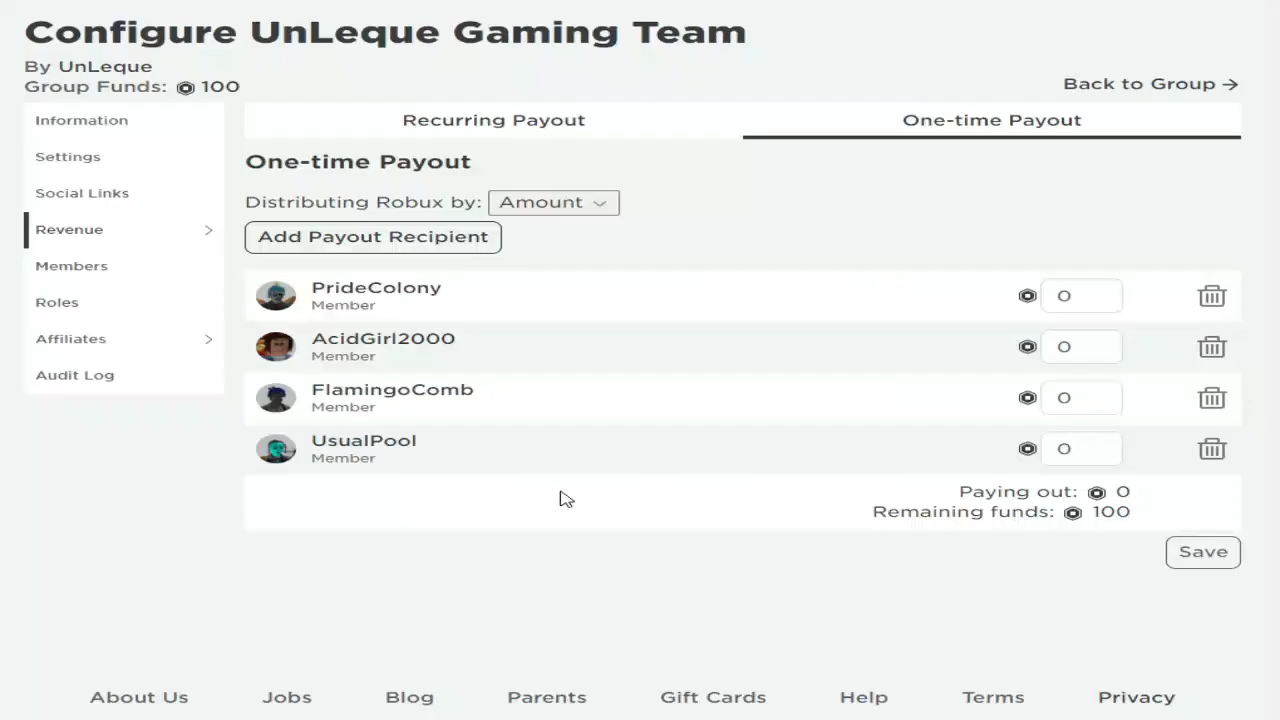 Configure UnLeque Gaming Team
By UnLeque
Group Funds: 100
Back to Group →
Information
Settings
Social Links
Revenue
Members
Roles
Affiliates
Audit Log
Recurring Payout
One-time Payout
One-time Payout
Distributing Robux by: Amount
Add Payout Recipient
PrideColony
Member
0
AcidGirl2000
Member
0
FlamingoComb
Member
0
UsualPool
Member
0
Paying out: 0
Remaining funds: 100
Save
About Us Jobs Blog Parents Gift Cards Help Terms Privacy